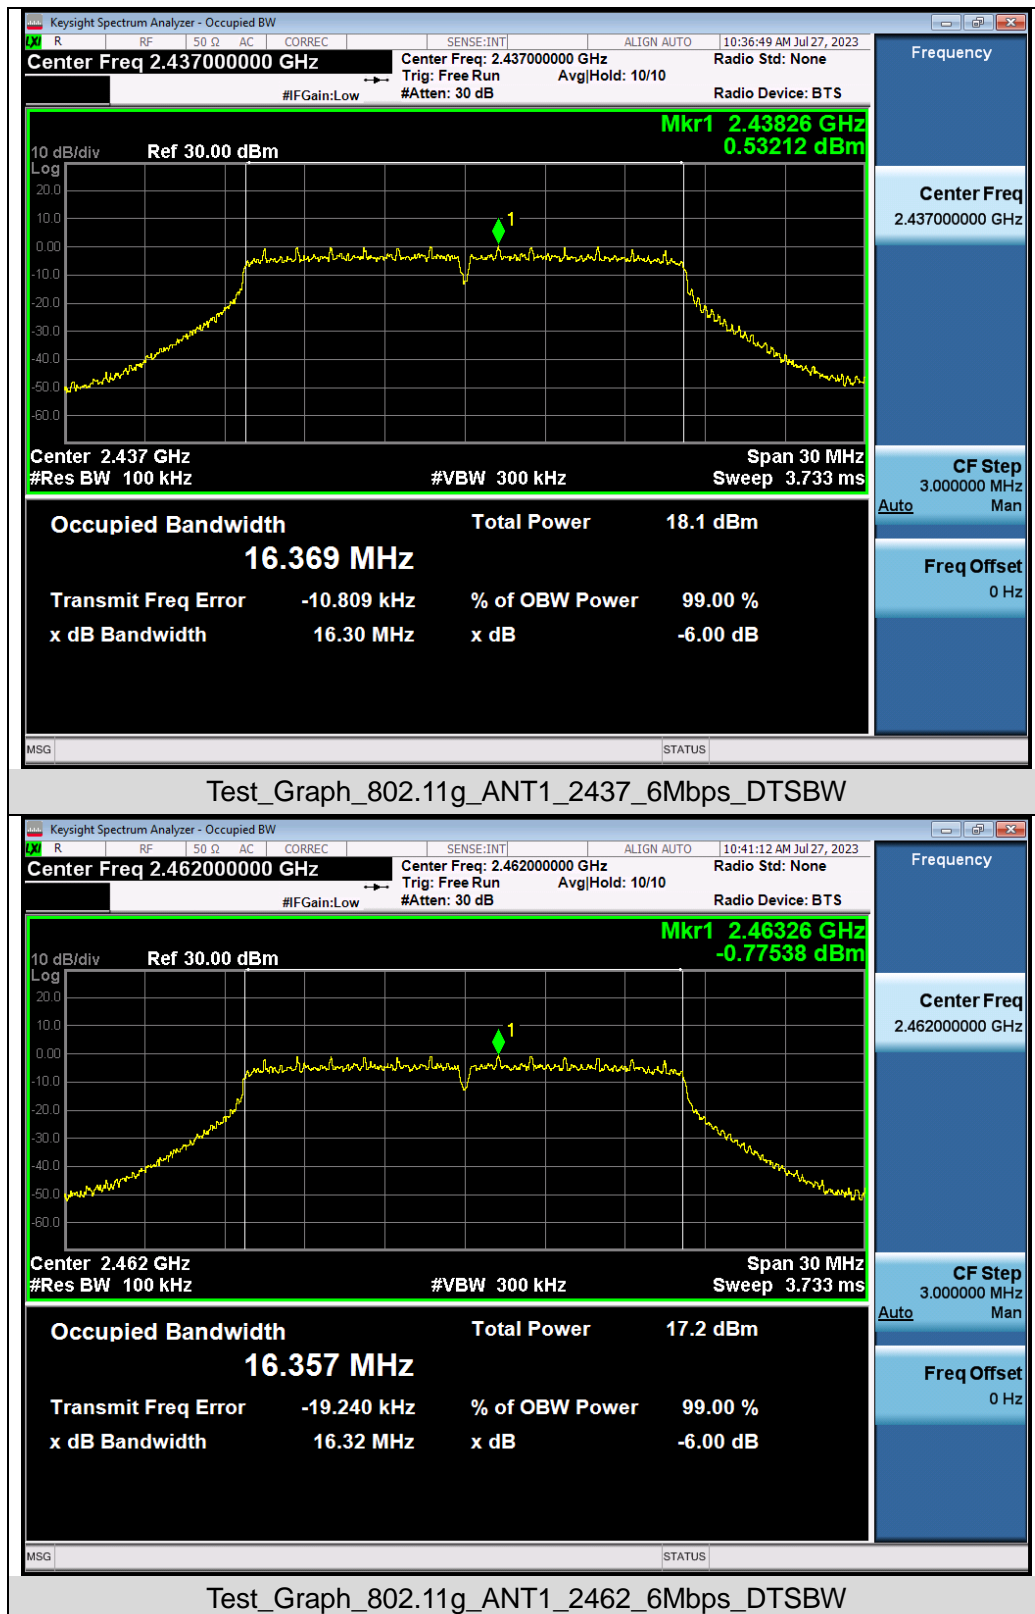 Keysight Spectrum Analyzer - Occupied BW
LXI R RF 50 Ω AC CORREC SENSE:INT ALIGN AUTO 10:36:49 AM Jul 27, 2023
Center Freq 2.437000000 GHz Center Freq: 2.437000000 GHz Radio Std: None Frequency
Trig: Free Run Avg|Hold: 10/10
#IFGain:Low #Atten: 30 dB Radio Device: BTS
Mkr1 2.43826 GHz
10 dB/div Ref 30.00 dBm 0.53212 dBm
Log
20.0
10.0
0.00
-10.0
-20.0
-30.0
-40.0
-50.0
-60.0
1
Center Freq
2.437000000 GHz
Center 2.437 GHz Span 30 MHz
#Res BW 100 kHz #VBW 300 kHz Sweep 3.733 ms
CF Step
3.000000 MHz
Auto Man
Occupied Bandwidth Total Power 18.1 dBm
16.369 MHz
Freq Offset
0 Hz
Transmit Freq Error -10.809 kHz % of OBW Power 99.00 %
x dB Bandwidth 16.30 MHz x dB -6.00 dB
MSG STATUS
Test_Graph_802.11g_ANT1_2437_6Mbps_DTSBW
Keysight Spectrum Analyzer - Occupied BW
LXI R RF 50 Ω AC CORREC SENSE:INT ALIGN AUTO 10:41:12 AM Jul 27, 2023
Center Freq 2.462000000 GHz Center Freq: 2.462000000 GHz Radio Std: None Frequency
Trig: Free Run Avg|Hold: 10/10
#IFGain:Low #Atten: 30 dB Radio Device: BTS
Mkr1 2.46326 GHz
10 dB/div Ref 30.00 dBm -0.77538 dBm
Log
20.0
10.0
0.00
-10.0
-20.0
-30.0
-40.0
-50.0
-60.0
1
Center Freq
2.462000000 GHz
Center 2.462 GHz Span 30 MHz
#Res BW 100 kHz #VBW 300 kHz Sweep 3.733 ms
CF Step
3.000000 MHz
Auto Man
Occupied Bandwidth Total Power 17.2 dBm
16.357 MHz
Freq Offset
0 Hz
Transmit Freq Error -19.240 kHz % of OBW Power 99.00 %
x dB Bandwidth 16.32 MHz x dB -6.00 dB
MSG STATUS
Test_Graph_802.11g_ANT1_2462_6Mbps_DTSBW